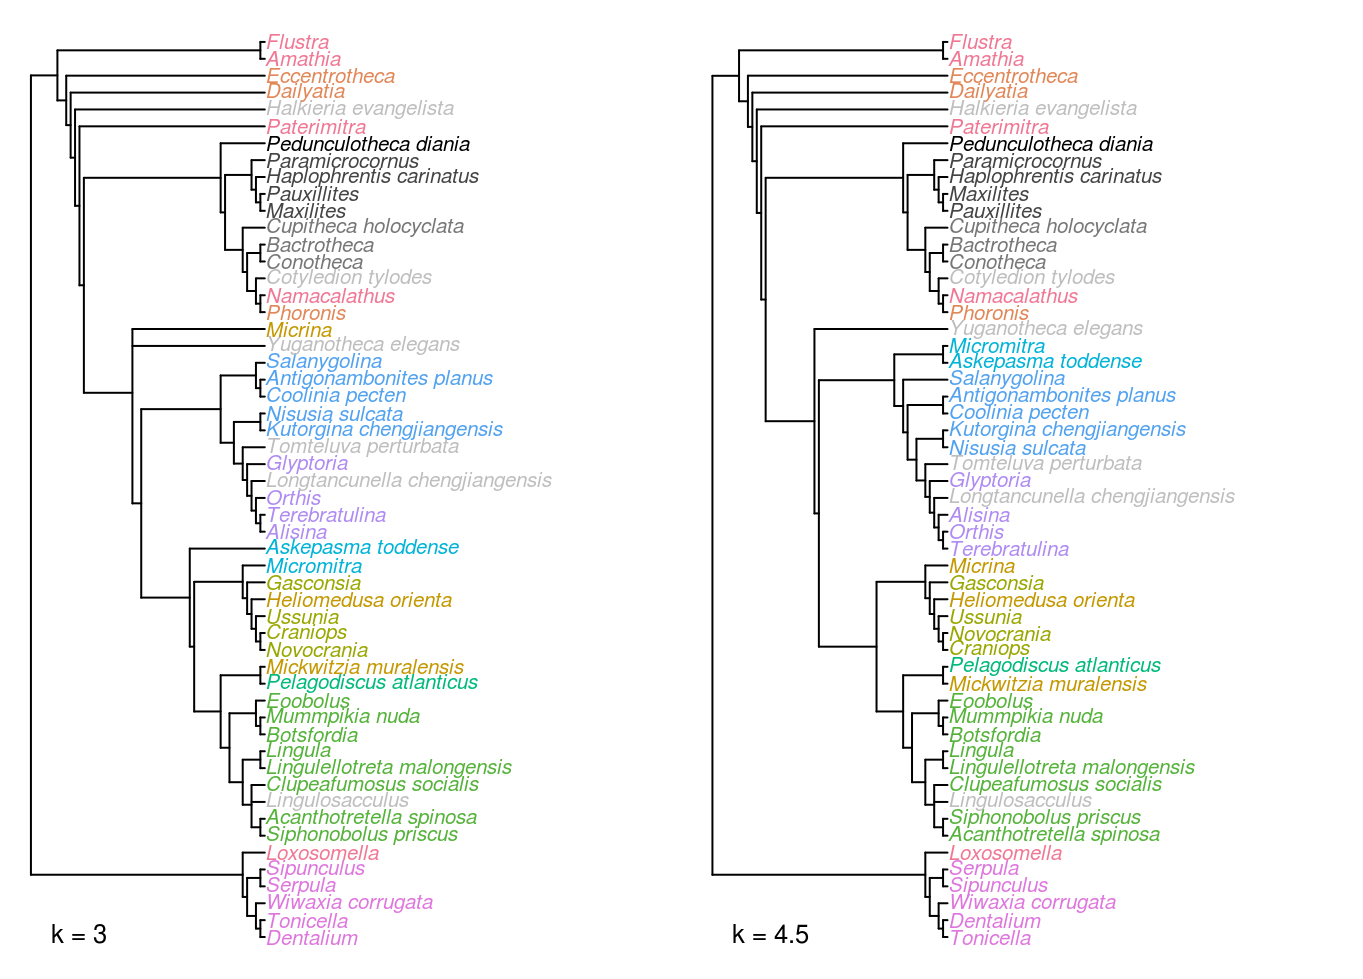 Flustra
Amathia
Eccentrotheca
Dailyatia
Halkieria evangelista
Paterimitra
Pedunculotheca diania
Paramicrocornus
Haplophrentis carinatus
Pauxillites
Maxilites
Cupitheca holocyclata
Bactrotheca
Conotheca
Cotyledion tylodes
Namacalathus
Phoronis
Micrina
Yuganotheca elegans
Salanygolina
Antigonambonites planus
Coolinia pecten
Nisusia sulcata
Kutorgina chengjiangensis
Tomteluva perturbata
Glyptoria
Longtancunella chengjiangensis
Orthis
Terebratulina
Alisina
Askepasma toddense
Micromitra
Gasconsia
Heliomedusa orienta
Ussunia
Craniops
Novocrania
Mickwitzia muralensis
Pelagodiscus atlanticus
Eoobolus
Mummpikia nuda
Botsfordia
Lingula
Lingulellotreta malongensis
Clupeafumosus socialis
Lingulosacculus
Acanthotretella spinosa
Siphonobolus priscus
Loxosomella
Sipunculus
Serpula
Wiwaxia corrugata
Tonicella
Dentalium
k = 3
Flustra
Amathia
Eccentrotheca
Dailyatia
Halkieria evangelista
Paterimitra
Pedunculotheca diania
Paramicrocornus
Haplophrentis carinatus
Maxilites
Pauxillites
Cupitheca holocyclata
Bactrotheca
Conotheca
Cotyledion tylodes
Namacalathus
Phoronis
Yuganotheca elegans
Micromitra
Askepasma toddense
Salanygolina
Antigonambonites planus
Coolinia pecten
Kutorgina chengjiangensis
Nisusia sulcata
Tomteluva perturbata
Glyptoria
Longtancunella chengjiangensis
Alisina
Orthis
Terebratulina
Micrina
Gasconsia
Heliomedusa orienta
Ussunia
Novocrania
Craniops
Pelagodiscus atlanticus
Mickwitzia muralensis
Eoobolus
Mummpikia nuda
Botsfordia
Lingula
Lingulellotreta malongensis
Clupeafumosus socialis
Lingulosacculus
Siphonobolus priscus
Acanthotretella spinosa
Loxosomella
Serpula
Sipunculus
Wiwaxia corrugata
Dentalium
Tonicella
k = 4.5